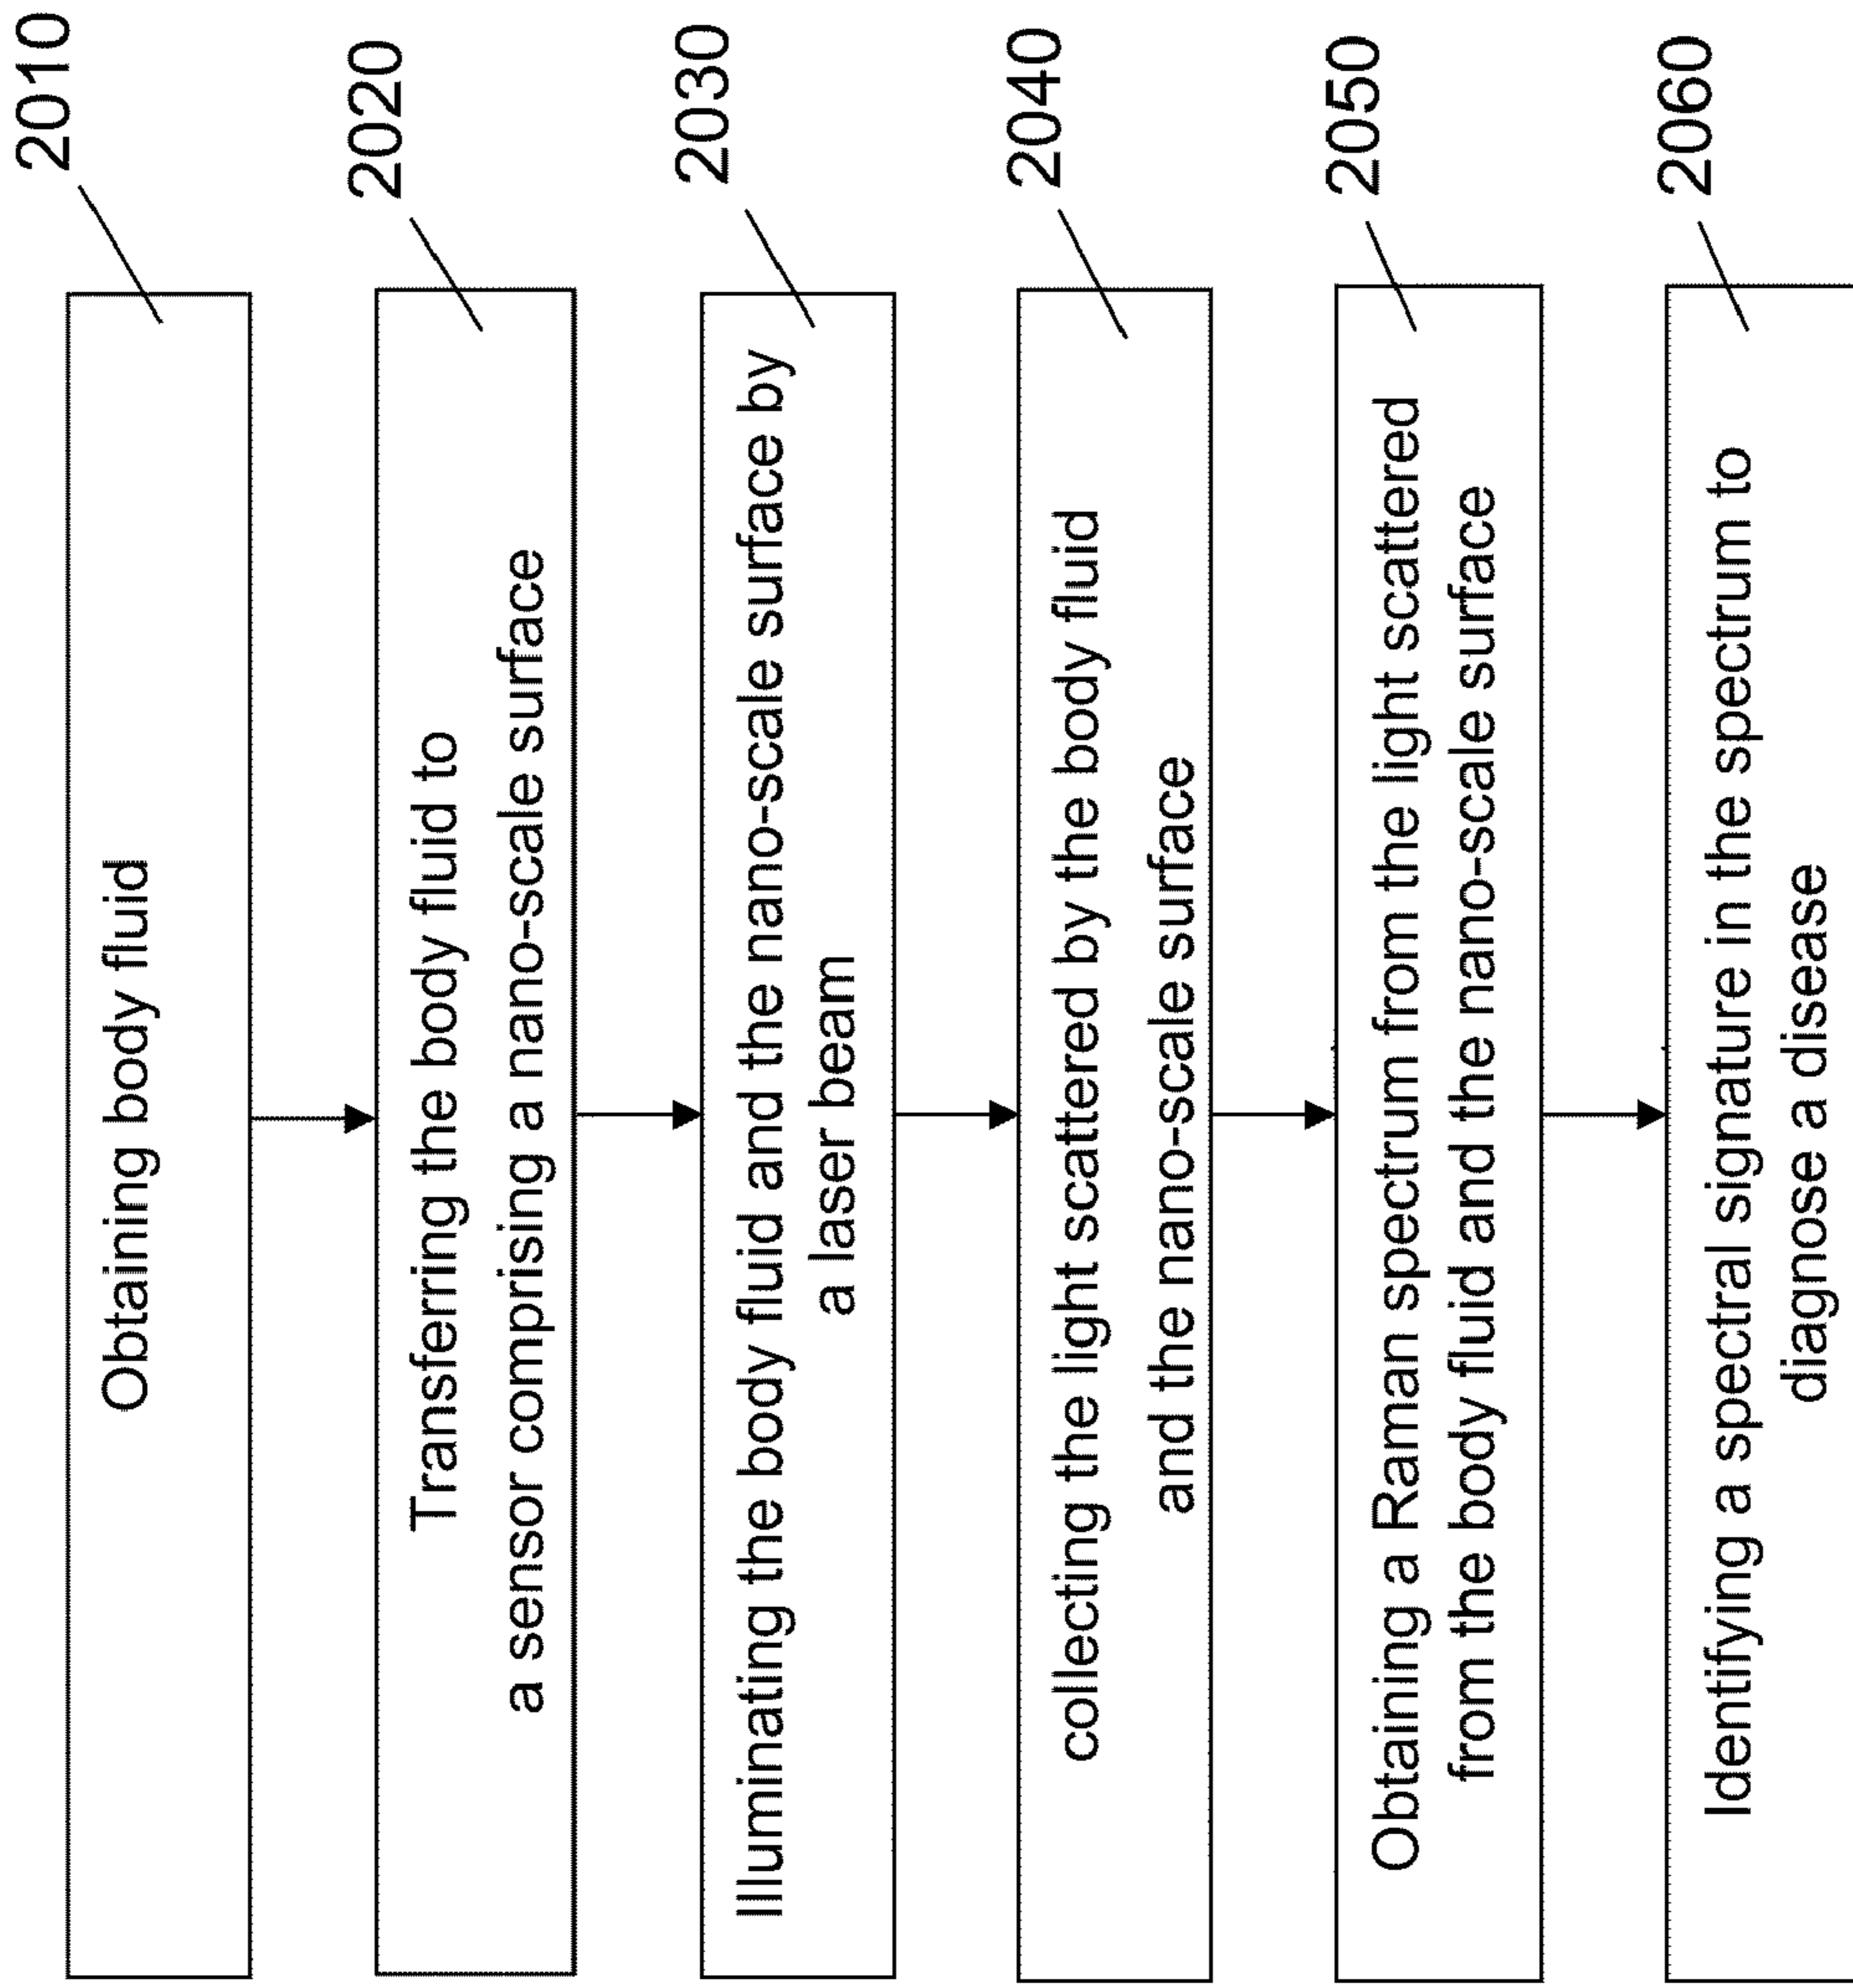 Obtaining body fluid
2010
Transferring the body fluid to
a sensor comprising a nano-scale surface
2020
Illuminating the body fluid and the nano-scale surface by
a laser beam
2030
collecting the light scattered by the body fluid
and the nano-scale surface
2040
Obtaining a Raman spectrum from the light scattered
from the body fluid and the nano-scale surface
2050
Identifying a spectral signature in the spectrum to
diagnose a disease
2060